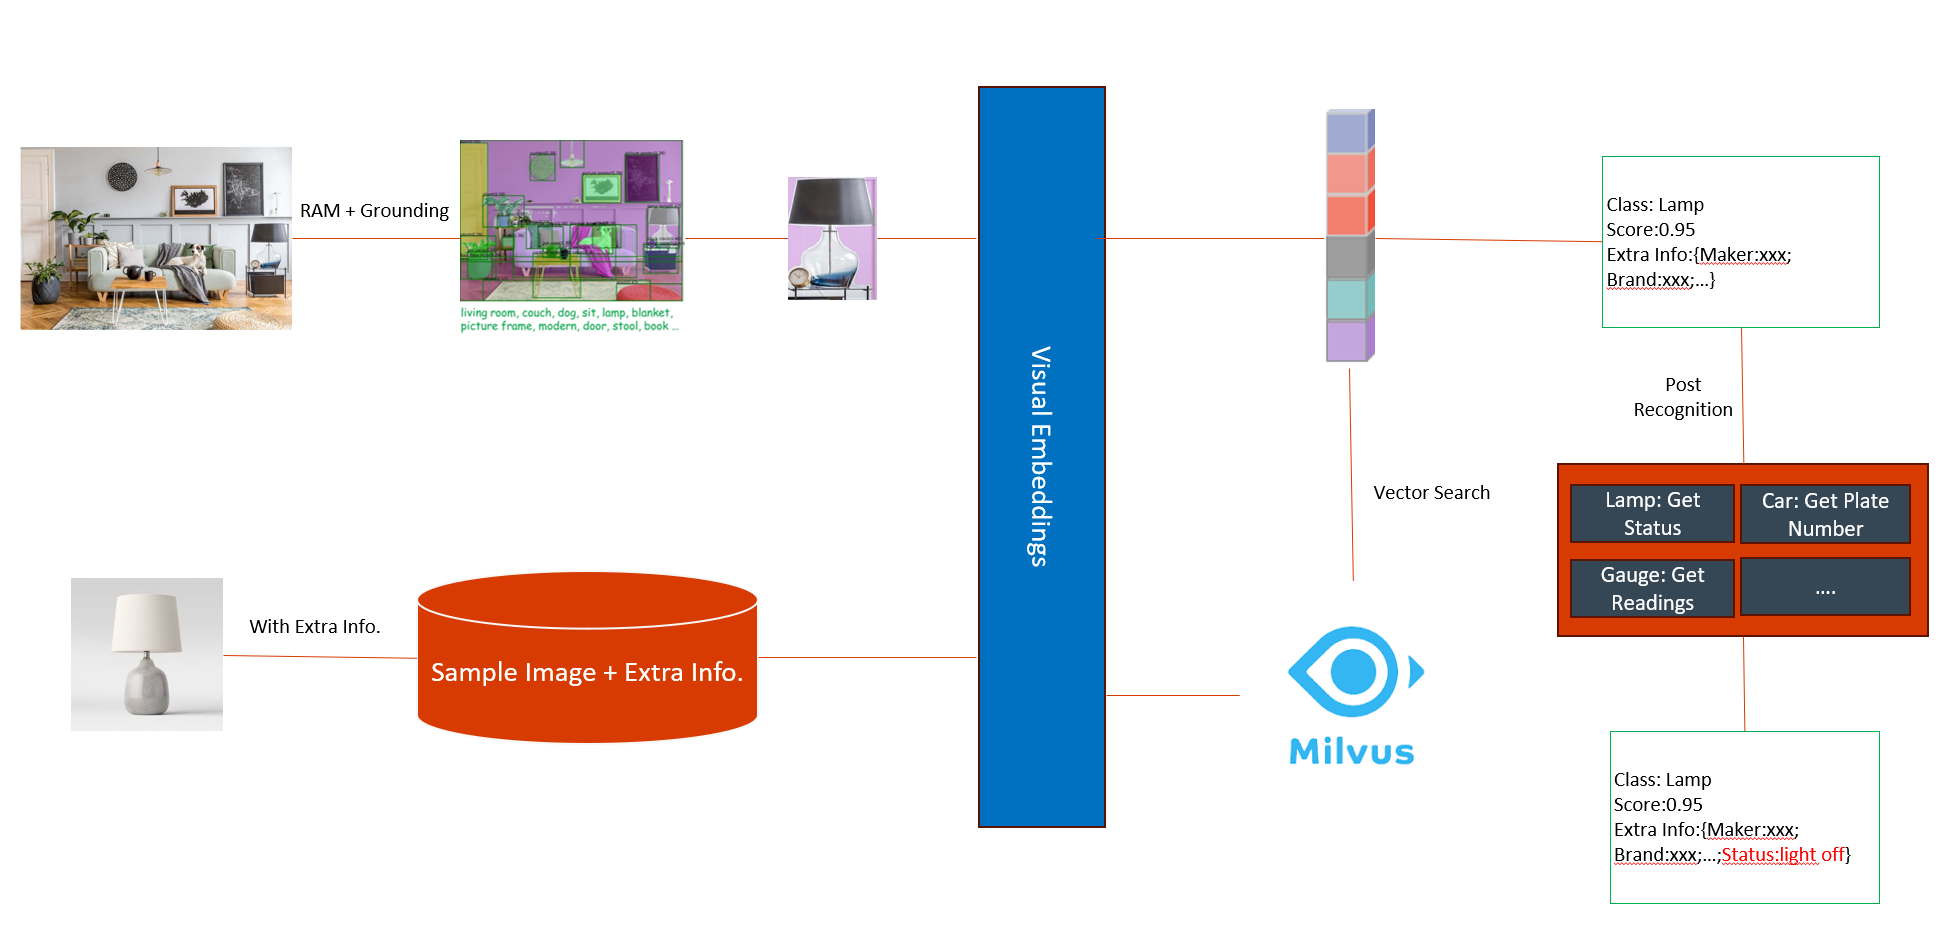 RAM + Grounding
living room, couch, dog, sit, lamp, blanket,
picture frame, modern, door, stool, book ...
Visual Embeddings
Class: Lamp
Score:0.95
Extra Info:{Maker:xxx;
Brand:xxx;...}
Post
Recognition
Vector Search
Lamp: Get
Status
Car: Get Plate
Number
Gauge: Get
Readings
....
With Extra Info.
Sample Image + Extra Info.
Milvus
Class: Lamp
Score:0.95
Extra Info:{Maker:xxx;
Brand:xxx;...;Status:light off}